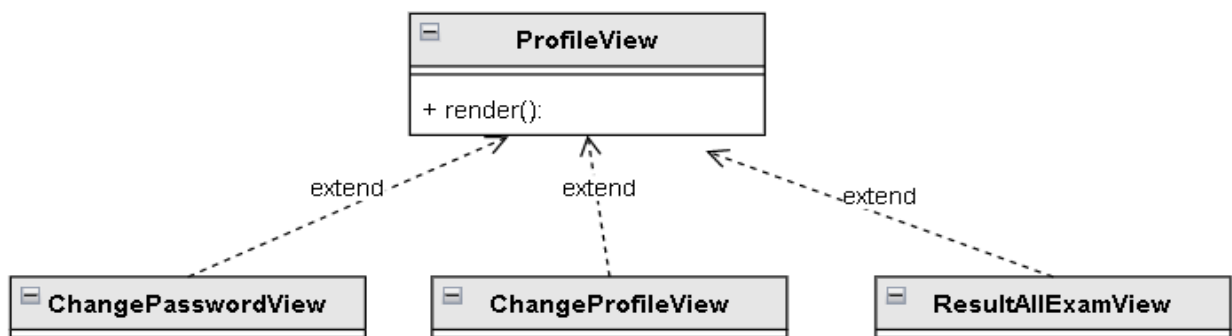 ProfileView
+ render():
extend
extend
extend
ChangePasswordView
ChangeProfileView
ResultAllExamView